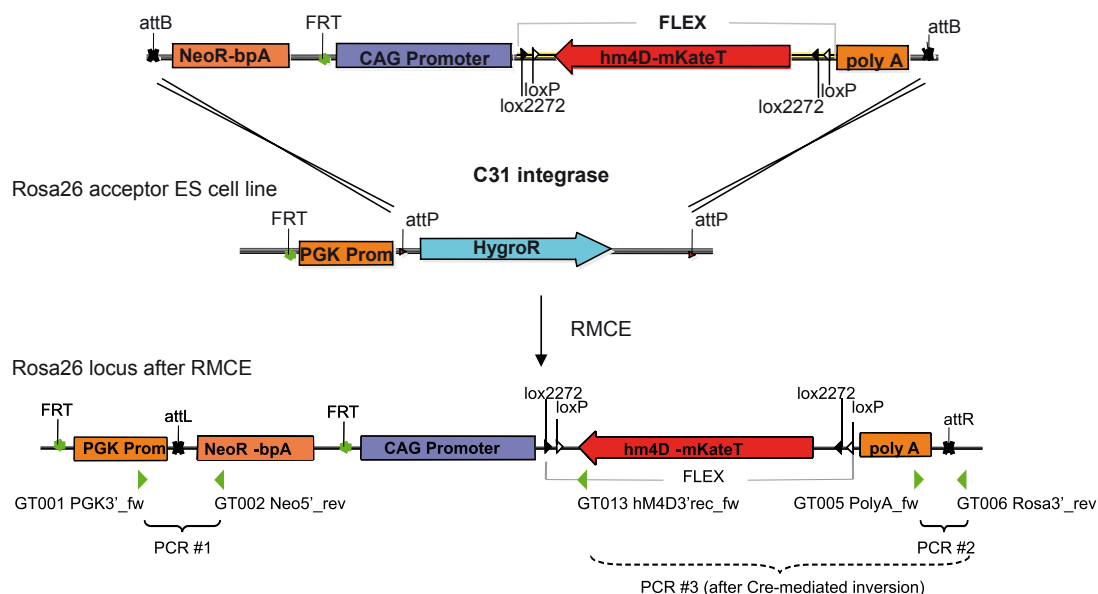 attB
FRT
FLEX
attB
NeoR-bpA
CAG Promoter
hm4D-mKateT
poly A
loxP
lox2272
loxP
lox2272
C31 integrase
Rosa26 acceptor ES cell line
FRT
attP
attP
PGK Prom
HygroR
RMCE
Rosa26 locus after RMCE
FRT
attL
FRT
lox2272
loxP
lox2272
loxP
attR
PGK Prom
NeoR -bpA
CAG Promoter
hm4D -mKateT
poly A
FLEX
GT001 PGK3'_fw
GT002 Neo5'_rev
GT013 hM4D3'rec_fw
GT005 PolyA_fw
GT006 Rosa3'_rev
PCR #1
PCR #2
PCR #3 (after Cre-mediated inversion)